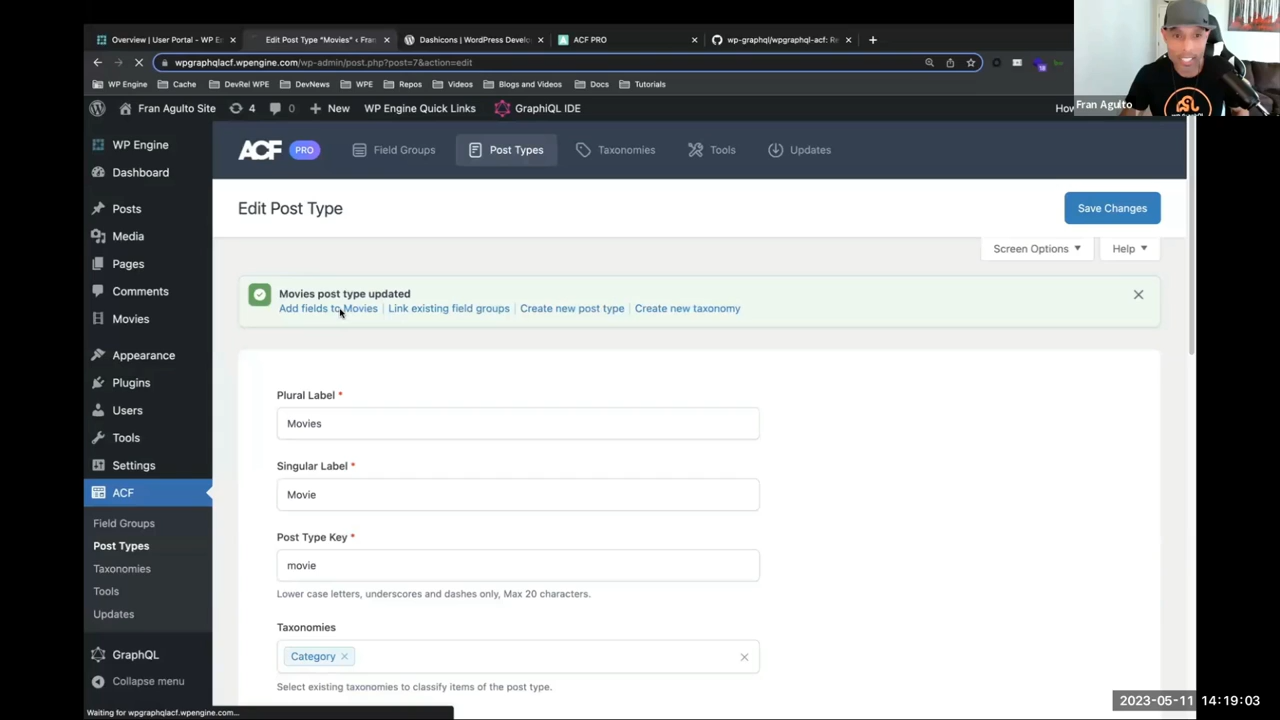 Overview | User Portal - WP E
Edit Post Type "Movies" < Fran
Dashicons | WordPress Deve
ACF PRO
wp-graphql/wpgraphql-acf: Re
wpgraphqlacf.wpengine.com/wp-admin/post.php?post=7&action=edit
WP Engine
Cache
DevRel WPE
DevNews
WPE
Repos
Videos
Blogs and Videos
Docs
Tutorials
Fran Agulto
Fran Agulto Site
4
0
New
WP Engine Quick Links
GraphiQL IDE
How
WP Engine
Dashboard
Posts
Media
Pages
Comments
Movies
Appearance
Plugins
Users
Tools
Settings
ACF
Field Groups
Post Types
Taxonomies
Tools
Updates
GraphQL
Collapse menu
ACF PRO
Field Groups
Post Types
Taxonomies
Tools
Updates
Edit Post Type
Save Changes
Screen Options
Help
Movies post type updated
Add fields to Movies | Link existing field groups | Create new post type | Create new taxonomy
Plural Label *
Movies
Singular Label *
Movie
Post Type Key *
movie
Lower case letters, underscores and dashes only, Max 20 characters.
Taxonomies
Category
Select existing taxonomies to classify items of the post type.
Waiting for wpgraphqlacf.wpengine.com...
2023-05-11 14:19:03